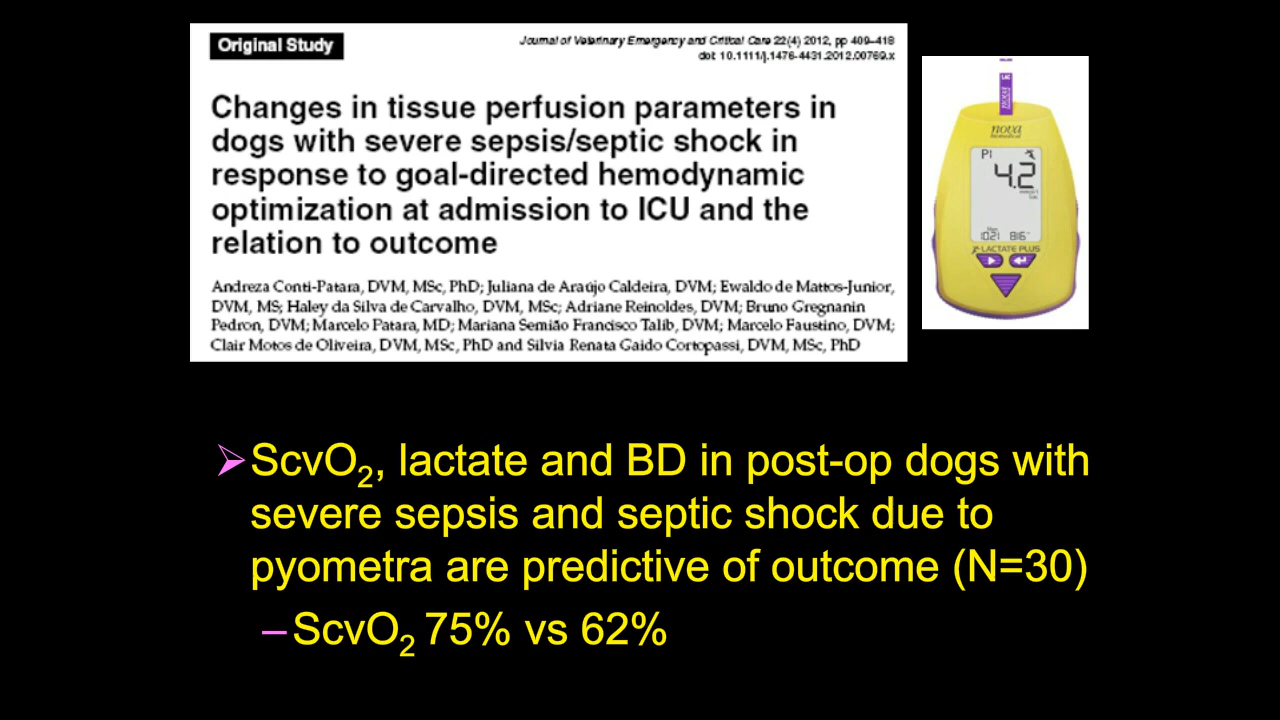 Original Study
Journal of Veterinary Emergency and Critical Care 22(4) 2012, pp 409–418
doi: 10.1111/j.1476-4431.2012.00769.x
Changes in tissue perfusion parameters in
dogs with severe sepsis/septic shock in
response to goal-directed hemodynamic
optimization at admission to ICU and the
relation to outcome
Andreza Conti-Patara, DVM, MSc, PhD; Juliana de Araújo Caldeira, DVM; Ewaldo de Mattos-Junior,
DVM, MS; Haley da Silva de Carvalho, DVM, MSc; Adriane Reinoldes, DVM; Bruno Gregnanin
Pedron, DVM; Marcelo Patara, MD; Mariana Semião Francisco Talib, DVM; Marcelo Faustino, DVM;
Clair Motos de Oliveira, DVM, MSc, PhD and Silvia Renata Gaido Cortopassi, DVM, MSc, PhD
LAC
nova
nova
biomedical
Pl
4.2
1021 816
LACTATE PLUS
➢ScvO₂, lactate and BD in post-op dogs with
severe sepsis and septic shock due to
pyometra are predictive of outcome (N=30)
–ScvO₂ 75% vs 62%